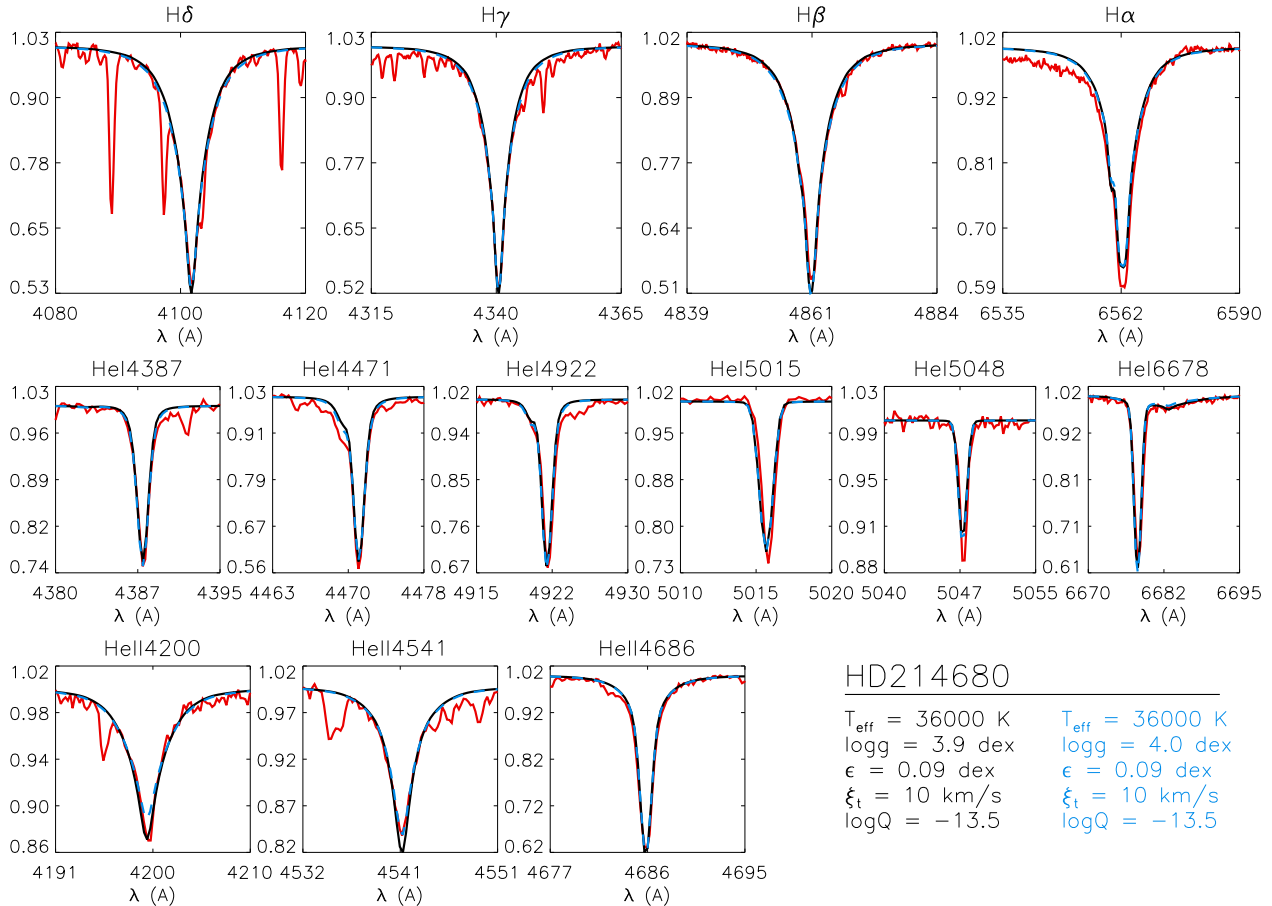 Hδ Hγ Hβ Hα
1.03 0.90 0.77 0.65 0.53
4080 4100 4120
λ (A)
1.03 0.90 0.77 0.65 0.52
4315 4340 4365
λ (A)
1.02 0.89 0.77 0.64 0.51
4839 4861 4884
λ (A)
1.02 0.92 0.81 0.70 0.59
6535 6562 6590
λ (A)
HeI4387 HeI4471 HeI4922 HeI5015 HeI5048 HeI6678
1.03 0.96 0.89 0.82 0.74
4380 4387 4395
λ (A)
1.03 0.91 0.79 0.67 0.56
4463 4470 4478
λ (A)
1.02 0.94 0.85 0.76 0.67
4915 4922 4930
λ (A)
1.02 0.95 0.88 0.80 0.73
5010 5015 5020
λ (A)
1.03 0.99 0.95 0.91 0.88
5040 5047 5055
λ (A)
1.02 0.92 0.81 0.71 0.61
6670 6682 6695
λ (A)
HeII4200 HeII4541 HeII4686
1.02 0.98 0.94 0.90 0.86
4191 4200 4210
λ (A)
1.02 0.97 0.92 0.87 0.82
4532 4541 4551
λ (A)
1.02 0.92 0.82 0.72 0.62
4677 4686 4695
λ (A)
HD214680
T_eff = 36000 K
logg = 3.9 dex
ϵ = 0.09 dex
ξ_t = 10 km/s
logQ = −13.5
T_eff = 36000 K
logg = 4.0 dex
ϵ = 0.09 dex
ξ_t = 10 km/s
logQ = −13.5